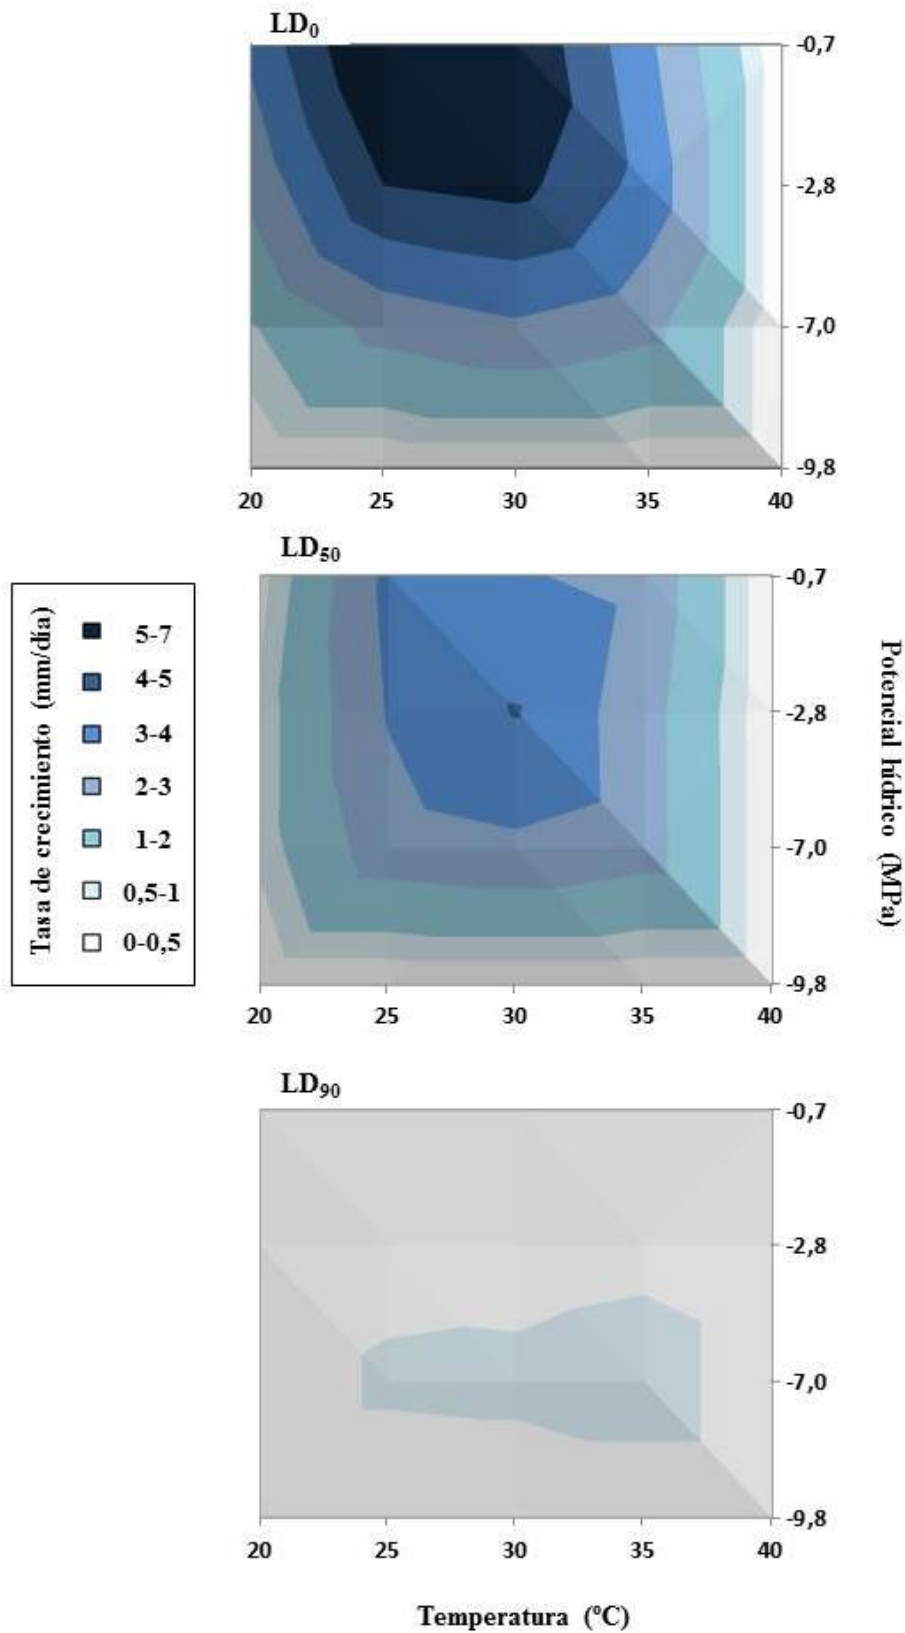 LD0
-0,7
-2,8
-7,0
-9,8
20 25 30 35 40
LD50
-0,7
-2,8
-7,0
-9,8
20 25 30 35 40
Tasa de crecimiento (mm/día)
5-7
4-5
3-4
2-3
1-2
0,5-1
0-0,5
Potencial hídrico (MPa)
LD90
-0,7
-2,8
-7,0
-9,8
20 25 30 35 40
Temperatura (ºC)